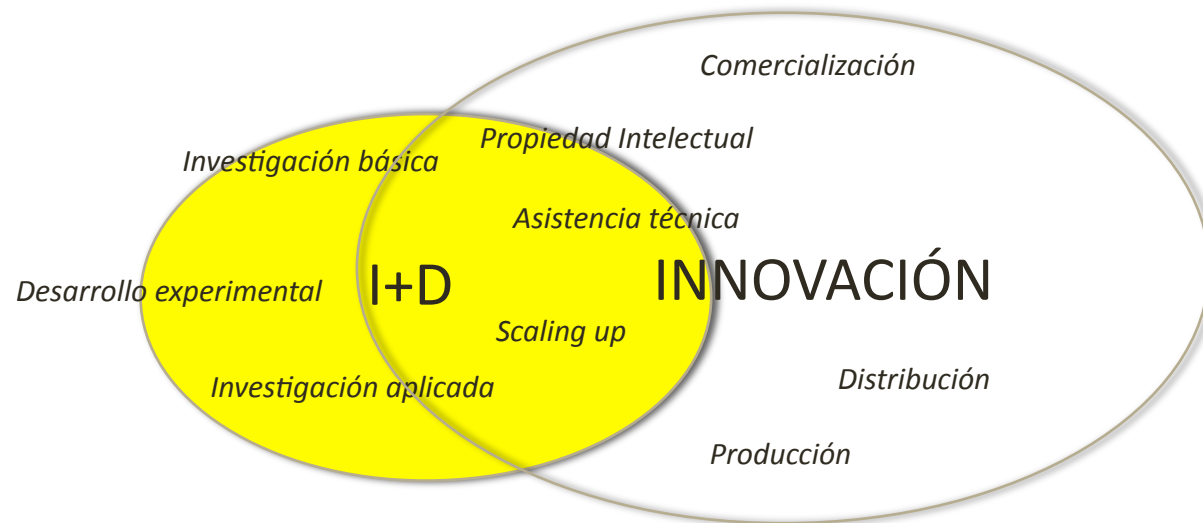 Comercialización
Propiedad Intelectual
Investigación básica
Asistencia técnica
I+D
INNOVACIÓN
Desarrollo experimental
Scaling up
Investigación aplicada
Distribución
Producción